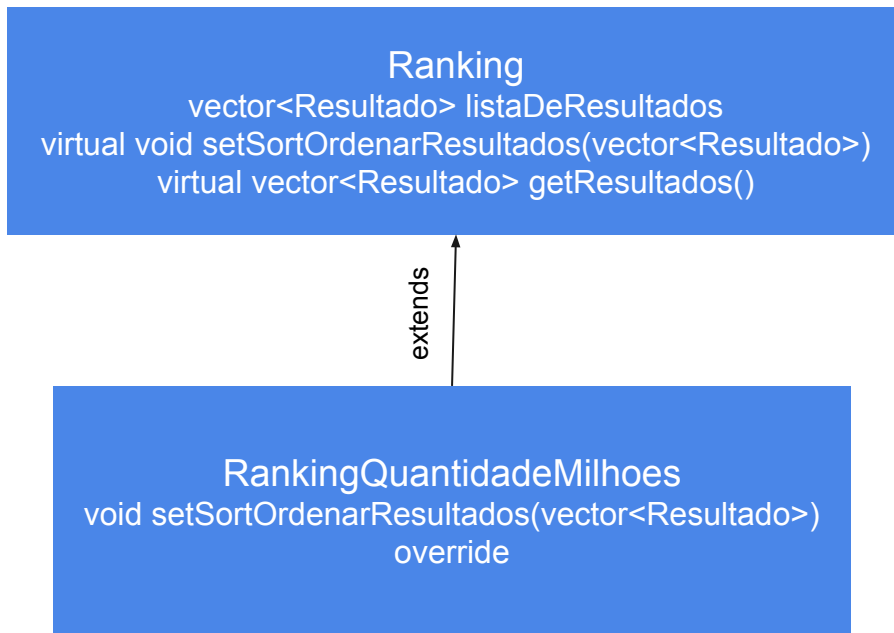 Ranking
vector<Resultado> listaDeResultados
virtual void setSortOrdenarResultados(vector<Resultado>)
virtual vector<Resultado> getResultados()
extends
RankingQuantidadeMilhoes
void setSortOrdenarResultados(vector<Resultado>)
override